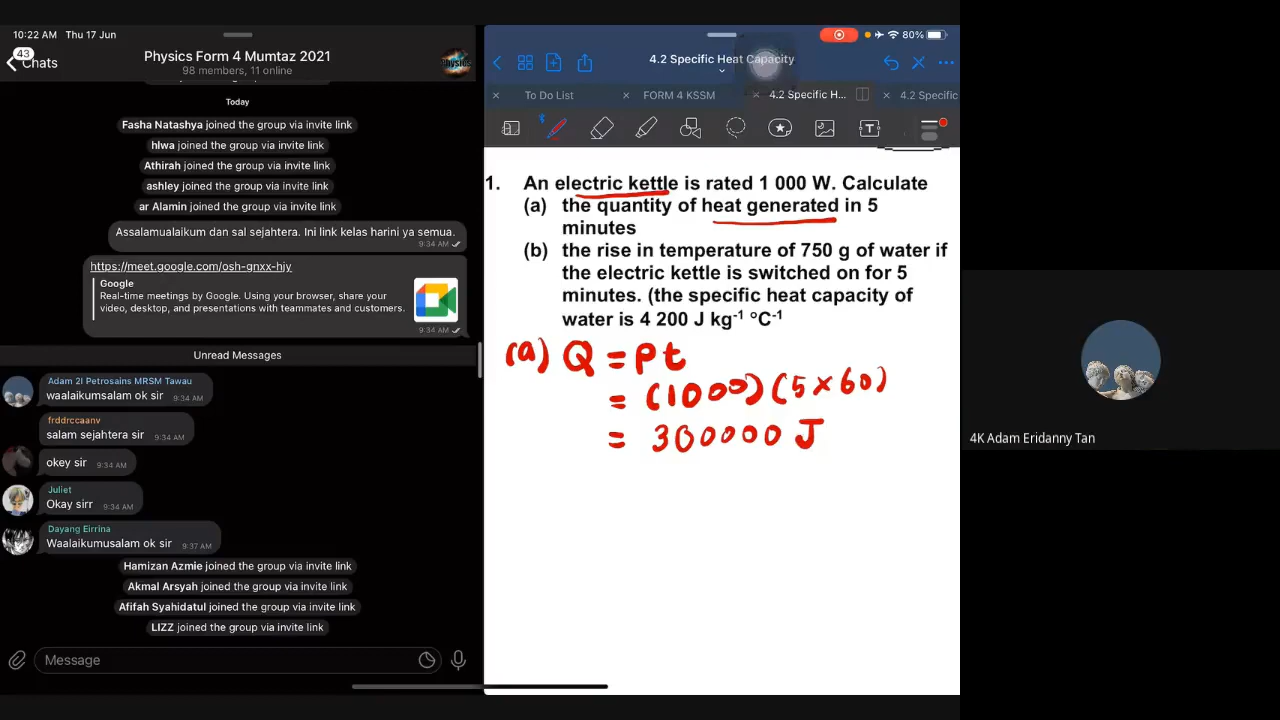 10:22 AM Thu 17 Jun
43
Chats
Physics Form 4 Mumtaz 2021
98 members, 11 online
Today
Fasha Natashya joined the group via invite link
hlwa joined the group via invite link
Athirah joined the group via invite link
ashley joined the group via invite link
ar Alamin joined the group via invite link
Assalamualaikum dan sal sejahtera. Ini link kelas harini ya semua.
9:34 AM
https://meet.google.com/osh-gnxx-hjy
Google
Real-time meetings by Google. Using your browser, share your
video, desktop, and presentations with teammates and customers.
9:34 AM
Unread Messages
Adam 2I Petrosains MRSM Tawau
waalaikumsalam ok sir 9:34 AM
frddrccaanv
salam sejahtera sir 9:34 AM
okey sir 9:34 AM
Juliet
Okay sirr 9:34 AM
Dayang Eirrina
Waalaikumusalam ok sir 9:37 AM
Hamizan Azmie joined the group via invite link
Akmal Arsyah joined the group via invite link
Afifah Syahidatul joined the group via invite link
LIZZ joined the group via invite link
Message
80%
4.2 Specific Heat Capacity
To Do List
FORM 4 KSSM
4.2 Specific H...
4.2 Specific
1. An electric kettle is rated 1 000 W. Calculate
(a) the quantity of heat generated in 5
minutes
(b) the rise in temperature of 750 g of water if
the electric kettle is switched on for 5
minutes. (the specific heat capacity of
water is 4 200 J kg⁻¹ °C⁻¹
(a) Q = Pt
= (1000)(5×60)
= 300000 J
4K Adam Eridanny Tan